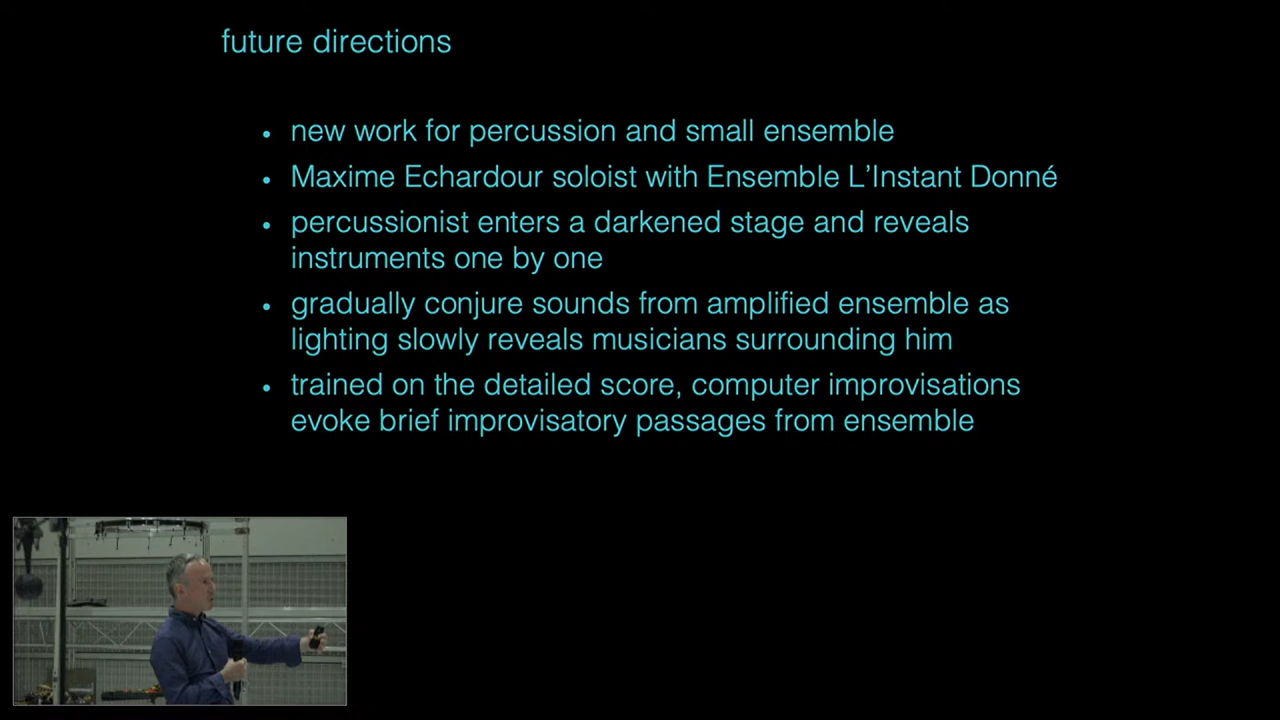 future directions
• new work for percussion and small ensemble
• Maxime Echardour soloist with Ensemble L’Instant Donné
• percussionist enters a darkened stage and reveals
instruments one by one
• gradually conjure sounds from amplified ensemble as
lighting slowly reveals musicians surrounding him
• trained on the detailed score, computer improvisations
evoke brief improvisatory passages from ensemble